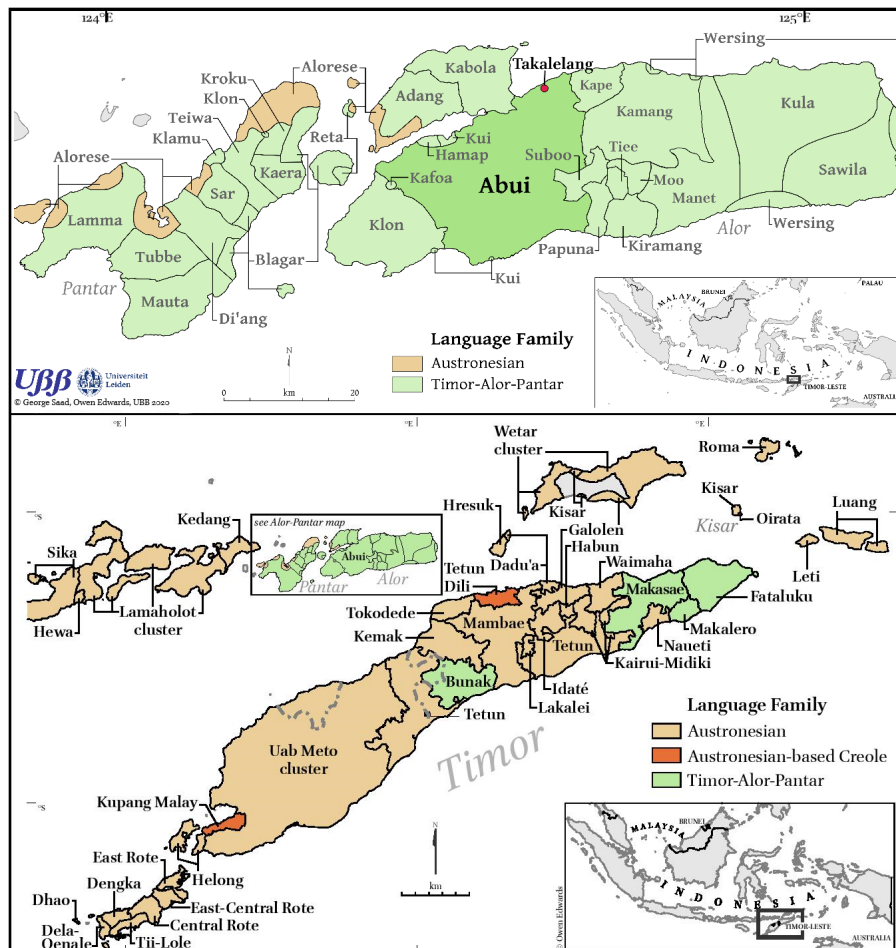 124°E
125°E
Wersing
Alorese
Kabola
Takalelang
Kroku
Klon
Adang
Kape
Teiwa
Kamang
Kula
Klamu
Reta
Kui
Hamap
Suboo
Tiee
Alorese
Kaera
Kafoa
Abui
Moo
Sawila
Sar
Manet
Lamma
Klon
Alor
Wersing
Tubbe
Blagar
Papuna
Kiramang
Kui
Pantar
Mauta
Di'ang
PALAU
BRUNEI
MALAYSIA
INDONESIA
TIMOR-LESTE
AUSTRALIA
Language Family
Austronesian
Timor-Alor-Pantar
N
0 20
km
UBB
Universiteit
Leiden
© George Saad, Owen Edwards, UBB 2020
°E
°E
°E
Wetar
cluster
Roma
Kisar
Hresuk
Kisar
Kisar
Oirata
Luang
°S
°S
Kedang
see Alor-Pantar map
Abui
Pantar
Alor
Sika
Galolen
Habun
Dadu'a
Waimaha
Leti
Tetun
Dili
Makasae
Fataluku
Lamaholot
cluster
Hewa
Tokodede
Mambae
Makalero
Kemak
Tetun
Naueti
Kairui-Midiki
Bunak
Idaté
Lakalei
Tetun
Timor
Uab Meto
cluster
Language Family
Austronesian
Austronesian-based Creole
Timor-Alor-Pantar
°S
Kupang Malay
N
km
East Rote
Helong
Dengka
Dhao
East-Central Rote
Central Rote
Dela-
Oenale
Tii-Lole
BRUNEI
MALAYSIA
INDONESIA
TIMOR-LESTE
AUSTRALIA
© Owen Edwards